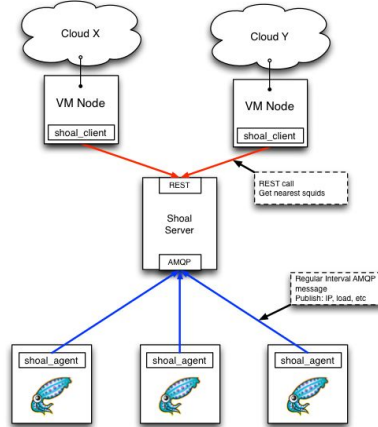 Cloud X
Cloud Y
VM Node
VM Node
shoal_client
shoal_client
REST
REST call
Get nearest squids
Shoal
Server
AMQP
Regular Interval AMQP
message
Publish: IP, load, etc
shoal_agent
shoal_agent
shoal_agent